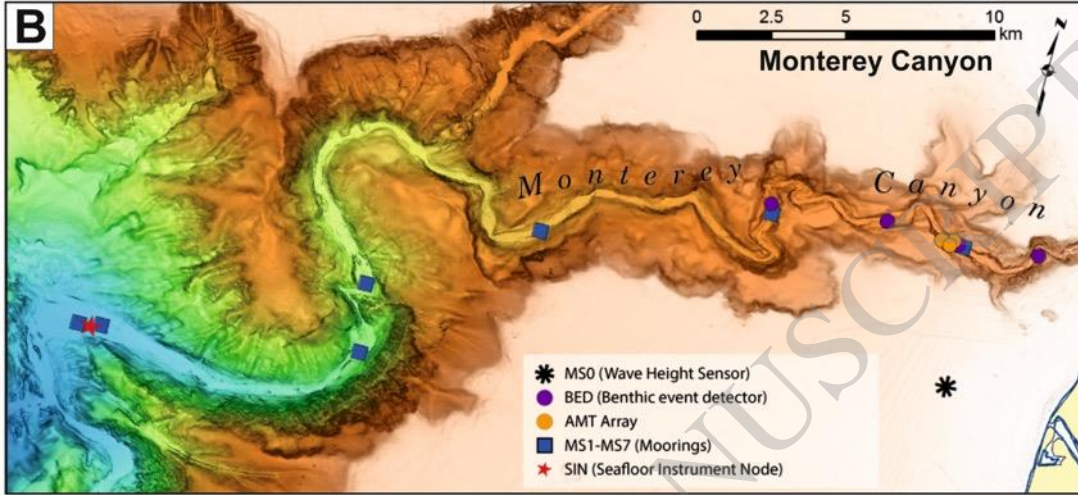 B
0 2.5 5 10
km
Monterey Canyon
N
Monterey Canyon
MS0 (Wave Height Sensor)
BED (Benthic event detector)
AMT Array
MS1-MS7 (Moorings)
SIN (Seafloor Instrument Node)
NUSCRIPT